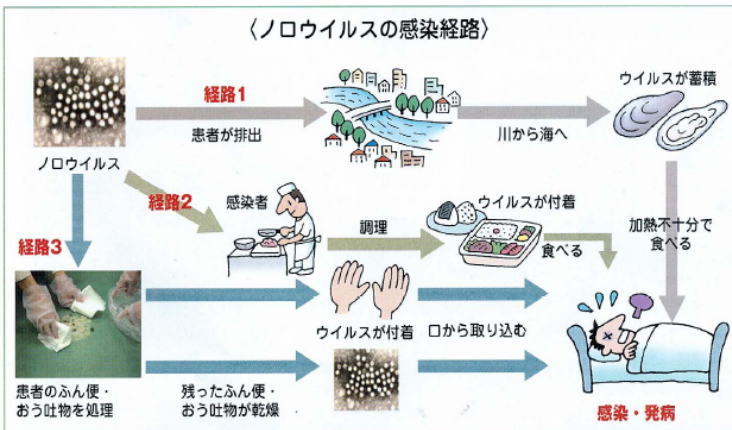 〈ノロウイルスの感染経路〉
経路1
患者が排出
川から海へ
ウイルスが蓄積
ノロウイルス
経路2
感染者
調理
ウイルスが付着
食べる
加熱不十分で
食べる
経路3
ウイルスが付着
口から取り込む
患者のふん便・
おう吐物を処理
残ったふん便・
おう吐物が乾燥
感染・発病